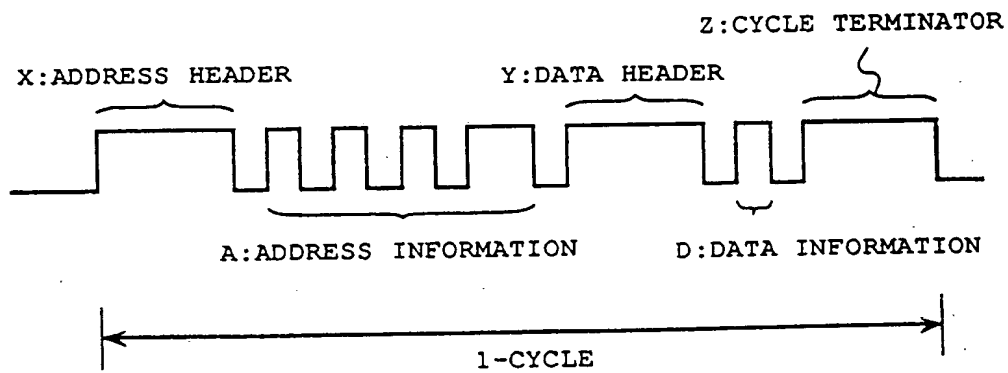 Z:CYCLE TERMINATOR
X:ADDRESS HEADER
Y:DATA HEADER
A:ADDRESS INFORMATION
D:DATA INFORMATION
1-CYCLE